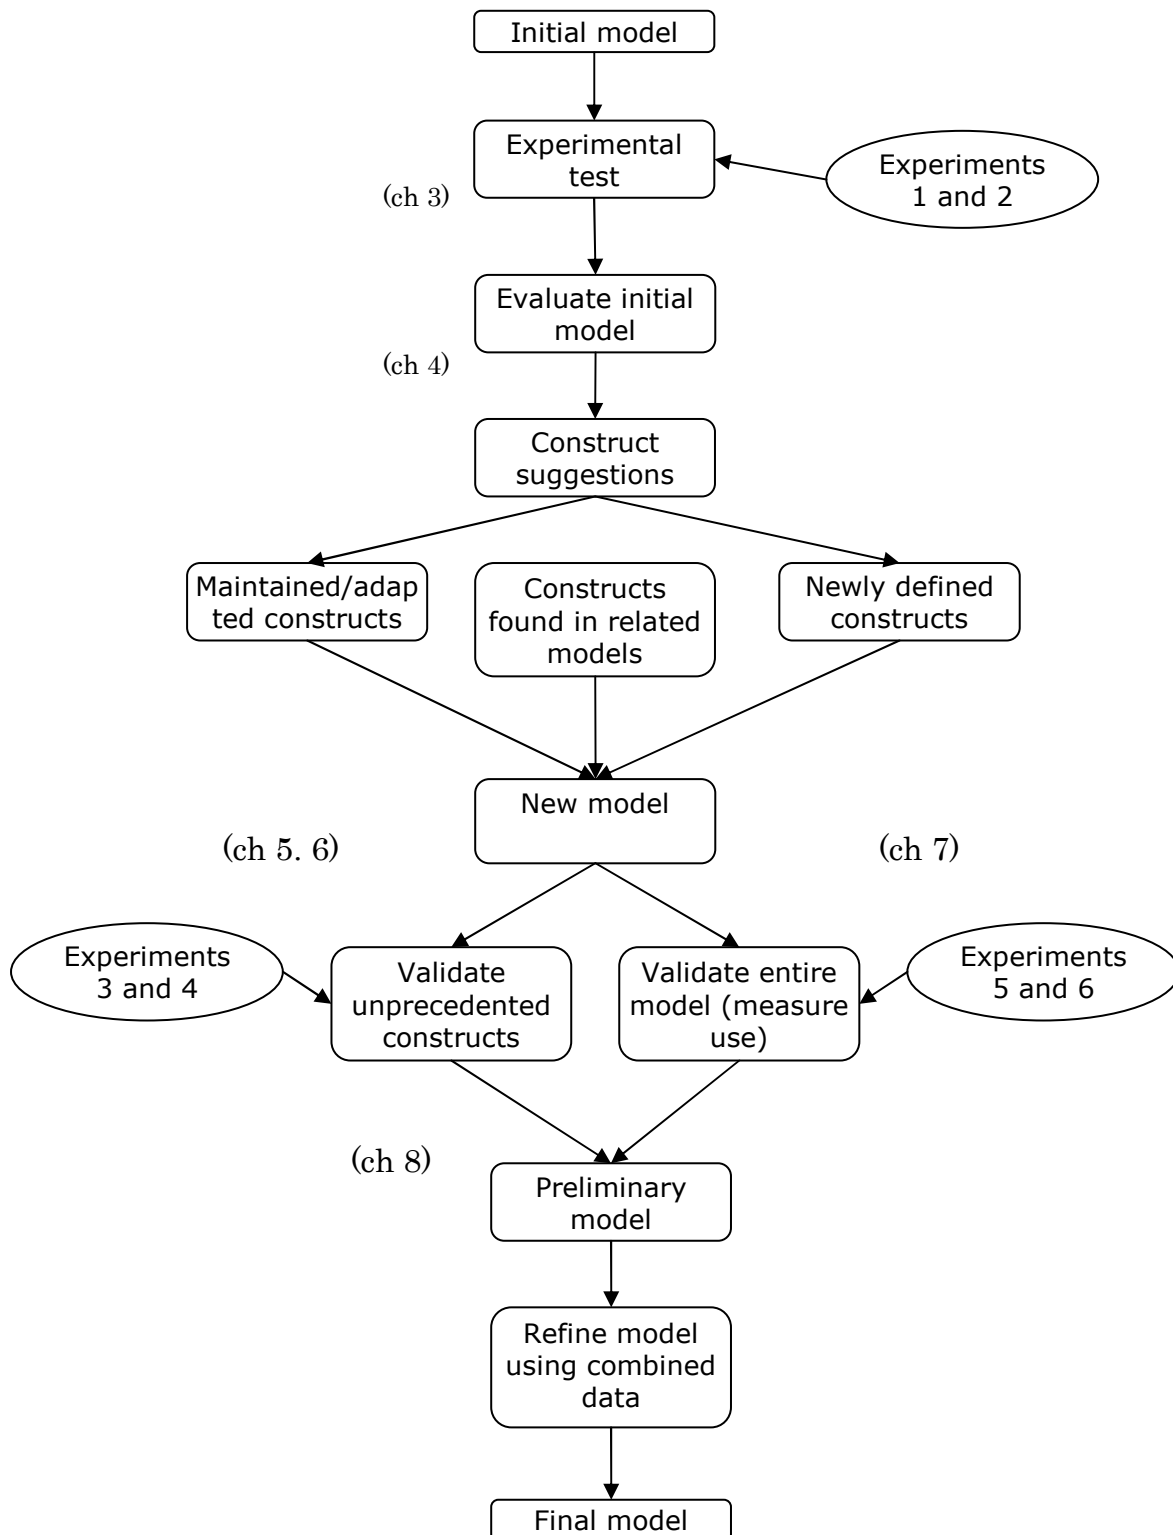 Initial model
Experimental
test
Experiments
1 and 2
(ch 3)
Evaluate initial
model
(ch 4)
Construct
suggestions
Maintained/adap
ted constructs
Constructs
found in related
models
Newly defined
constructs
New model
(ch 5. 6)
(ch 7)
Experiments
3 and 4
Validate
unprecedented
constructs
Validate entire
model (measure
use)
Experiments
5 and 6
(ch 8)
Preliminary
model
Refine model
using combined
data
Final model